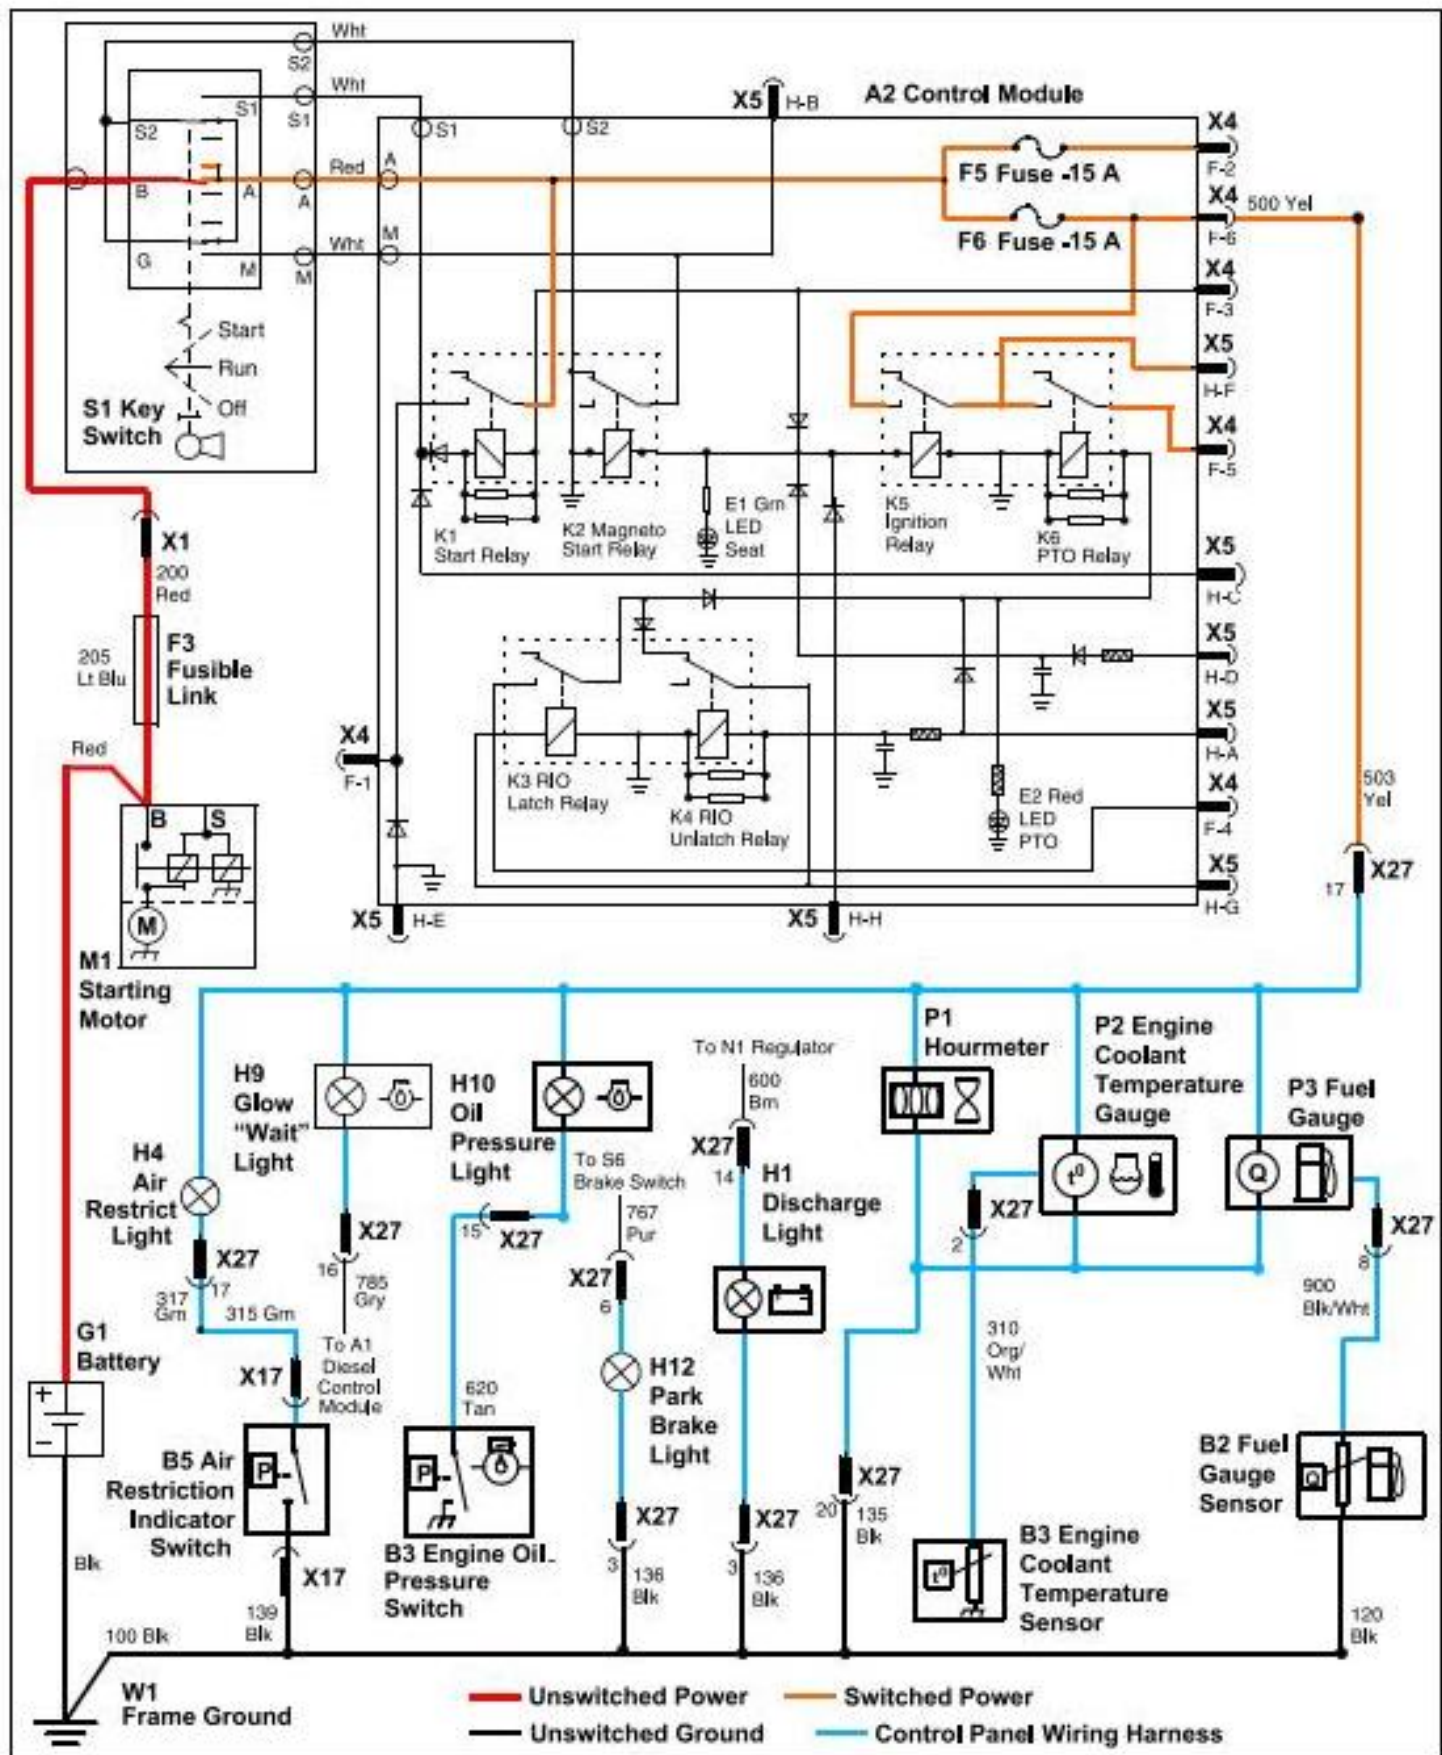 Wht
S2
Wht
S1
S1
S2
B
A
G
M
Red
A
Wht
M
Start
Run
Off
S1 Key
Switch
A
M
S1
S2
X5
H-B
A2 Control Module
F5 Fuse -15 A
F6 Fuse -15 A
X4
F-2
X4
F-6
500 Yel
X4
F-3
X5
H-F
X4
F-5
X5
H-C
X5
H-D
X5
H-A
X4
F-4
X5
H-G
K1
Start Relay
K2 Magneto
Start Relay
E1 Grn
LED
Seat
K5
Ignition
Relay
K6
PTO Relay
K3 RIO
Latch Relay
K4 RIO
Unlatch Relay
E2 Red
LED
PTO
X4
F-1
X5
H-E
X5
H-H
X1
200
Red
205
Lt Blu
F3
Fusible
Link
Red
B
S
M
M1
Starting
Motor
503
Yel
17
X27
H9
Glow
"Wait"
Light
H10
Oil
Pressure
Light
To N1 Regulator
600
Brn
X27
14
H1
Discharge
Light
P1
Hourmeter
P2 Engine
Coolant
Temperature
Gauge
t°
P3 Fuel
Gauge
Q
H4
Air
Restrict
Light
X27
17
317
Grn
315 Grn
X27
16
785
Gry
To A1
Diesel
Control
Module
15
X27
To S6
Brake Switch
767
Pur
X27
6
H12
Park
Brake
Light
X27
2
310
Org/
Wht
X27
8
900
Blk/Wht
G1
Battery
+
−
X17
B5 Air
Restriction
Indicator
Switch
P
X17
139
Blk
620
Tan
P
B3 Engine Oil
Pressure
Switch
X27
3
136
Blk
X27
3
136
Blk
X27
20
135
Blk
t°
B3 Engine
Coolant
Temperature
Sensor
B2 Fuel
Gauge
Sensor
Q
120
Blk
Blk
100 Blk
W1
Frame Ground
Unswitched Power
Switched Power
Unswitched Ground
Control Panel Wiring Harness